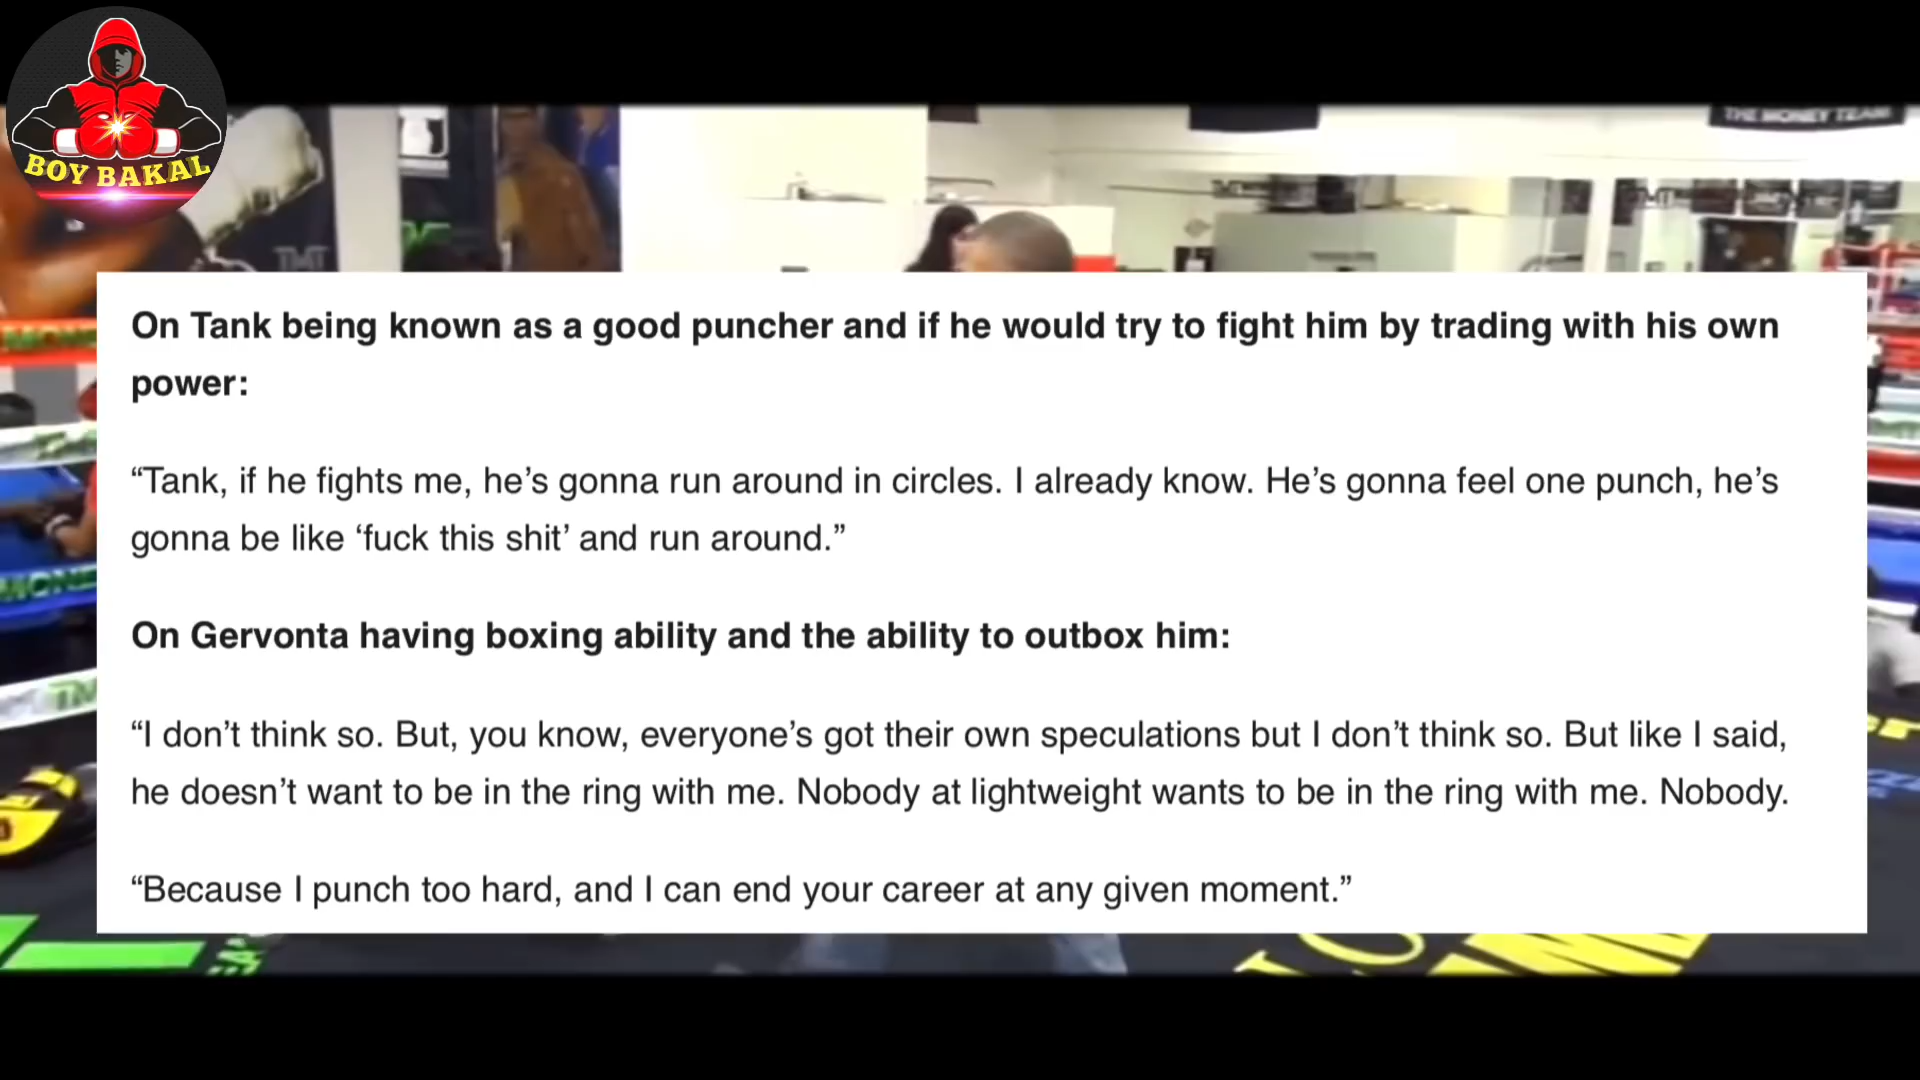 BOY BAKAL
THE MONEY TEAM
TMT
On Tank being known as a good puncher and if he would try to fight him by trading with his own
power:
“Tank, if he fights me, he’s gonna run around in circles. I already know. He’s gonna feel one punch, he’s
gonna be like ‘fuck this shit’ and run around.”
On Gervonta having boxing ability and the ability to outbox him:
“I don’t think so. But, you know, everyone’s got their own speculations but I don’t think so. But like I said,
he doesn’t want to be in the ring with me. Nobody at lightweight wants to be in the ring with me. Nobody.
“Because I punch too hard, and I can end your career at any given moment.”